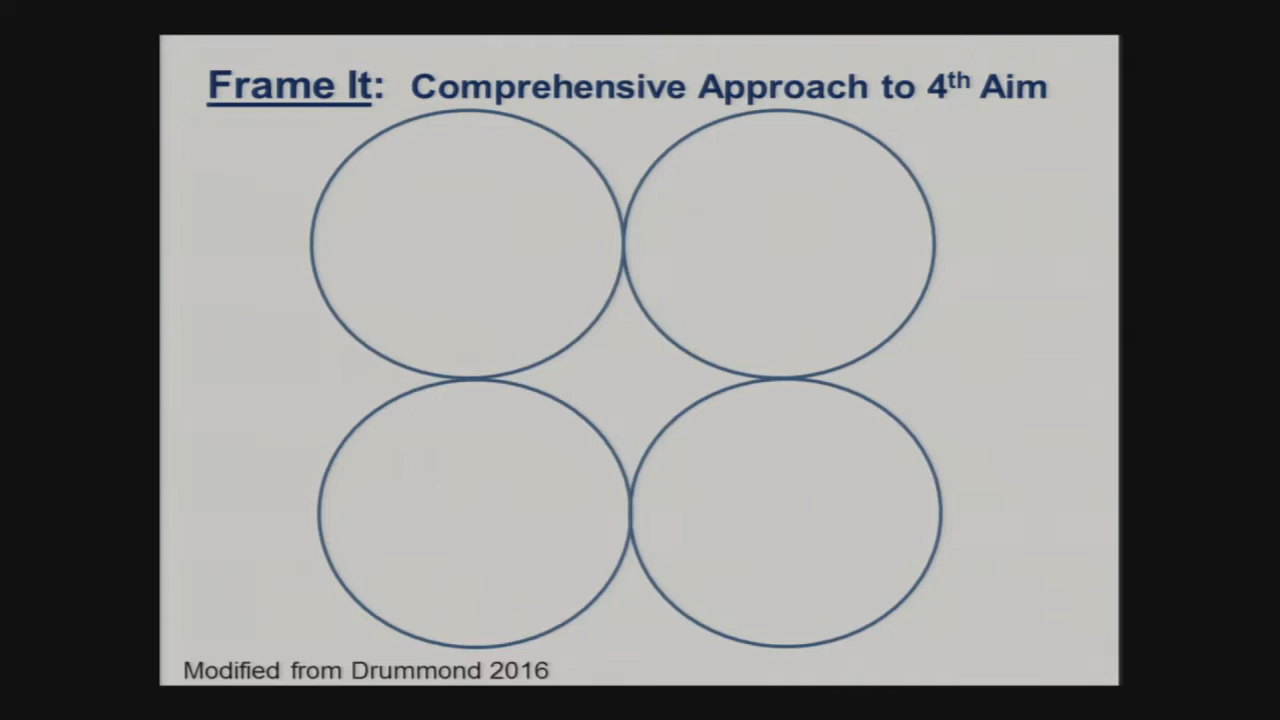 Frame It: Comprehensive Approach to 4th Aim
Modified from Drummond 2016